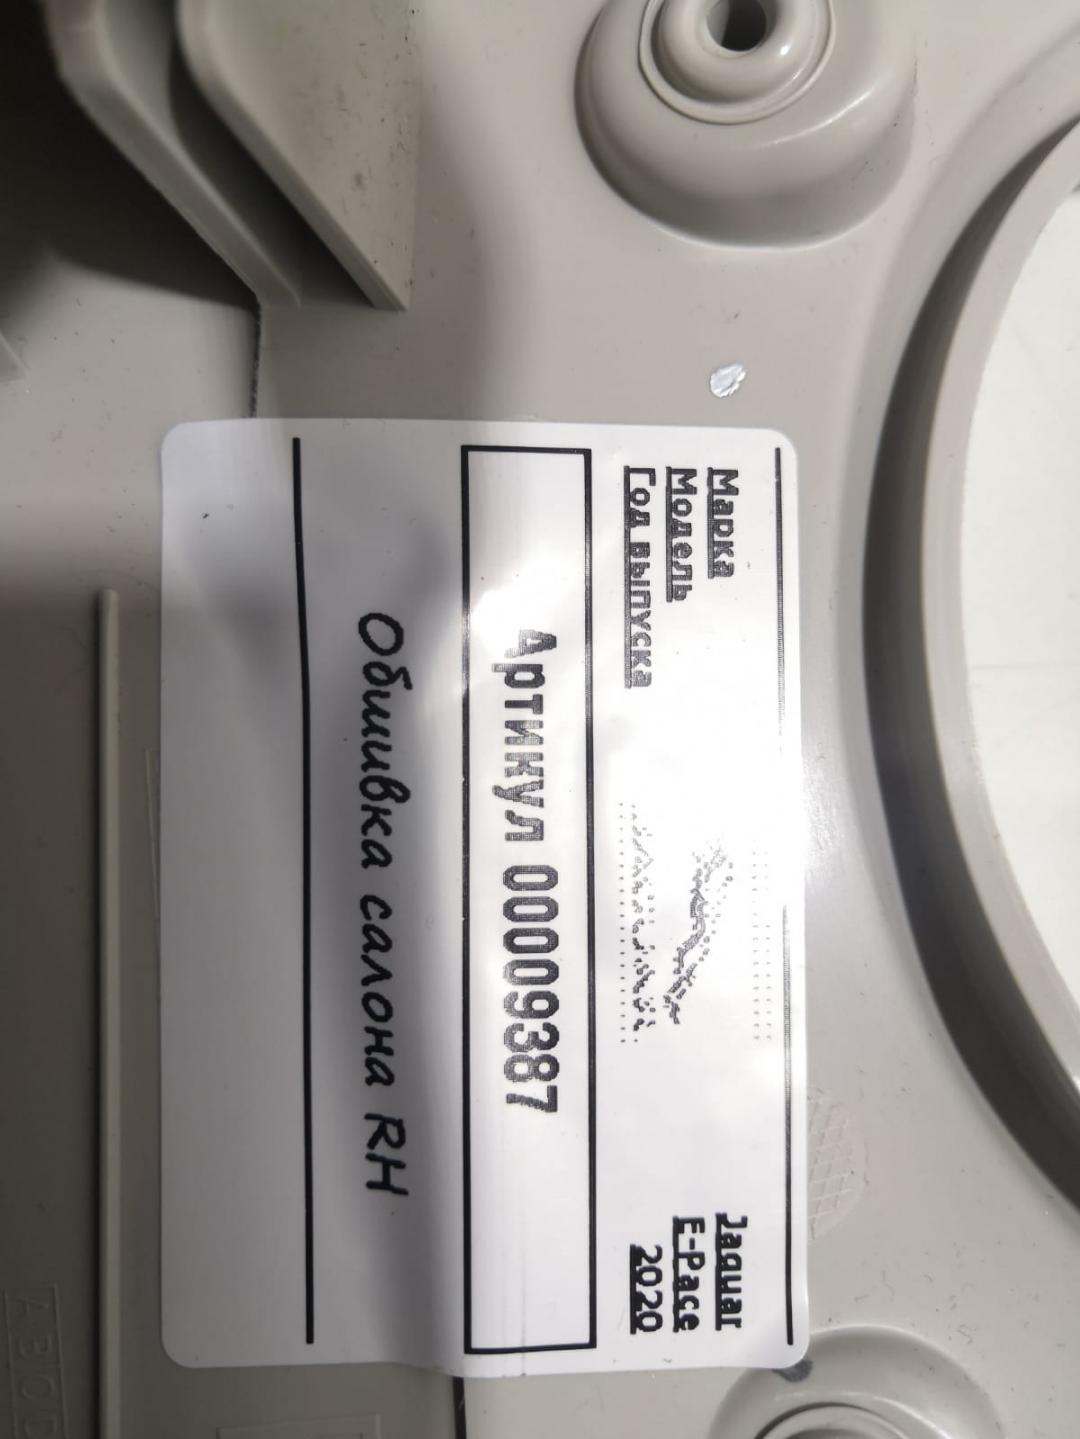 Марка Jaguar
Модель E-Pace
Год выпуска 2020
Артикул 00009387
Обшивка салона RH